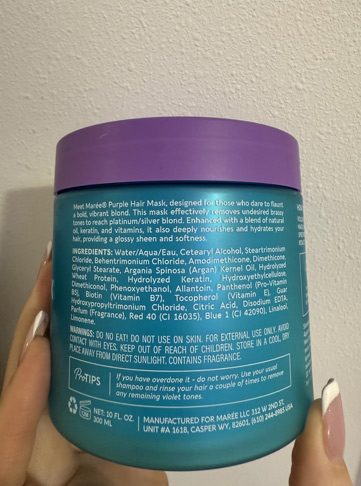 Meet Marée® Purple Hair Mask, designed for those who dare to flaunt
a bold, vibrant blond. This mask effectively removes undesired brassy
tones to reach platinum/silver blond. Enhanced with a blend of natural
oil, keratin, and vitamins, it also deeply nourishes and hydrates your
hair, providing a glossy sheen and softness.
INGREDIENTS: Water/Aqua/Eau, Cetearyl Alcohol, Steartrimonium
Chloride, Behentrimonium Chloride, Amodimethicone, Dimethicone,
Glyceryl Stearate, Argania Spinosa (Argan) Kernel Oil, Hydrolyzed
Wheat Protein, Hydrolyzed Keratin, Hydroxyethylcellulose,
Dimethiconol, Phenoxyethanol, Allantoin, Panthenol (Pro-Vitamin
B5), Biotin (Vitamin B7), Tocopherol (Vitamin E), Guar
Hydroxypropyltrimonium Chloride, Citric Acid, Disodium EDTA,
Parfum (Fragrance), Red 40 (CI 16035), Blue 1 (CI 42090), Linalool,
Limonene.
WARNINGS: DO NO EAT! DO NOT USE ON SKIN. FOR EXTERNAL USE ONLY. AVOID
CONTACT WITH EYES. KEEP OUT OF REACH OF CHILDREN. STORE IN A COOL, DRY
PLACE AWAY FROM DIRECT SUNLIGHT. CONTAINS FRAGRANCE.
ProTIPS
If you have overdone it - do not worry. Use your usual
shampoo and rinse your hair a couple of times to remove
any remaining violet tones.
NET: 10 FL. OZ.
300 ML
MANUFACTURED FOR MARÉE LLC 312 W 2ND ST,
UNIT #A 1618, CASPER WY, 82601, (610) 244-8985 USA